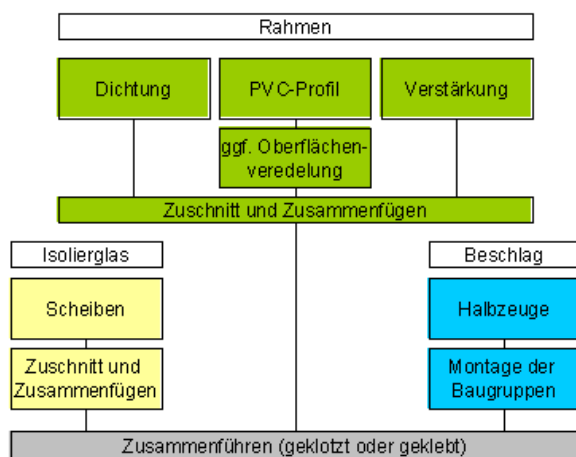 Rahmen
Dichtung
PVC-Profil
Verstärkung
ggf. Oberflächen-
veredelung
Zuschnitt und Zusammenfügen
Isolierglas
Beschlag
Scheiben
Halbzeuge
Zuschnitt und
Zusammenfügen
Montage der
Baugruppen
Zusammenführen (geklotzt oder geklebt)